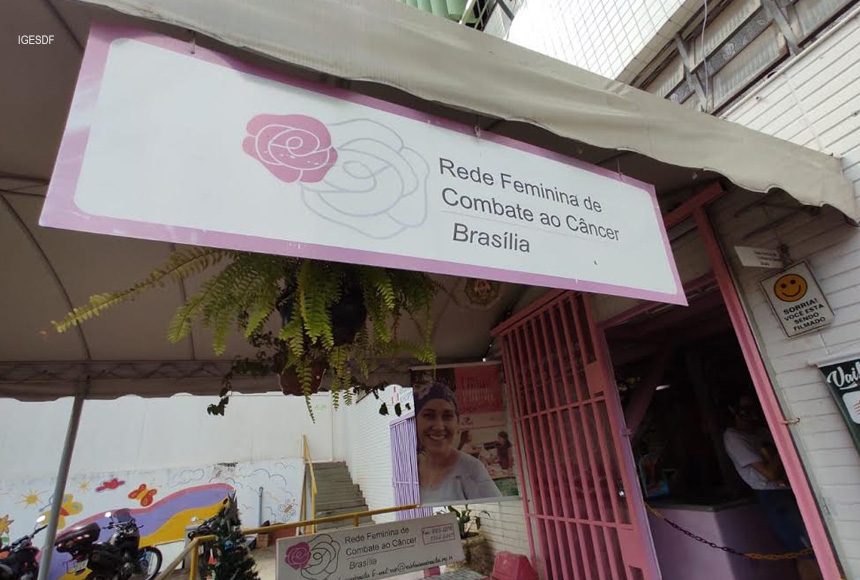 IGESDF
Rede Feminina de
Combate ao Câncer
Brasília
SORRIA!
VOCÊ ESTÁ
SENDO
FILMADO
Rede Feminina de
Combate ao Câncer
Brasília